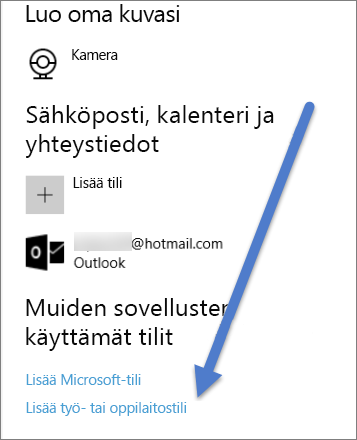 Luo oma kuvasi
Kamera
Sähköposti, kalenteri ja
yhteystiedot
Lisää tili
@hotmail.com
Outlook
Muiden sovellusten
käyttämät tilit
Lisää Microsoft-tili
Lisää työ- tai oppilaitostili